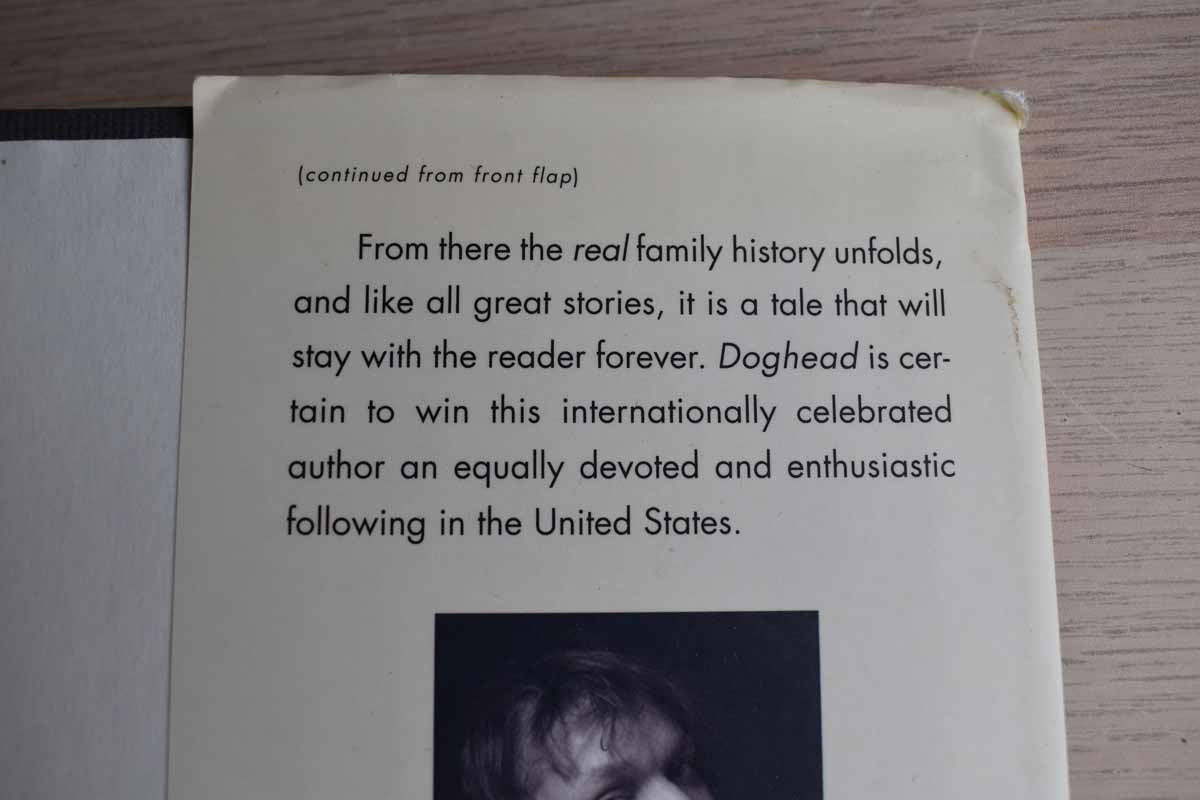 (continued from front flap)
From there the real family history unfolds,
and like all great stories, it is a tale that will
stay with the reader forever. Doghead is cer-
tain to win this internationally celebrated
author an equally devoted and enthusiastic
following in the United States.